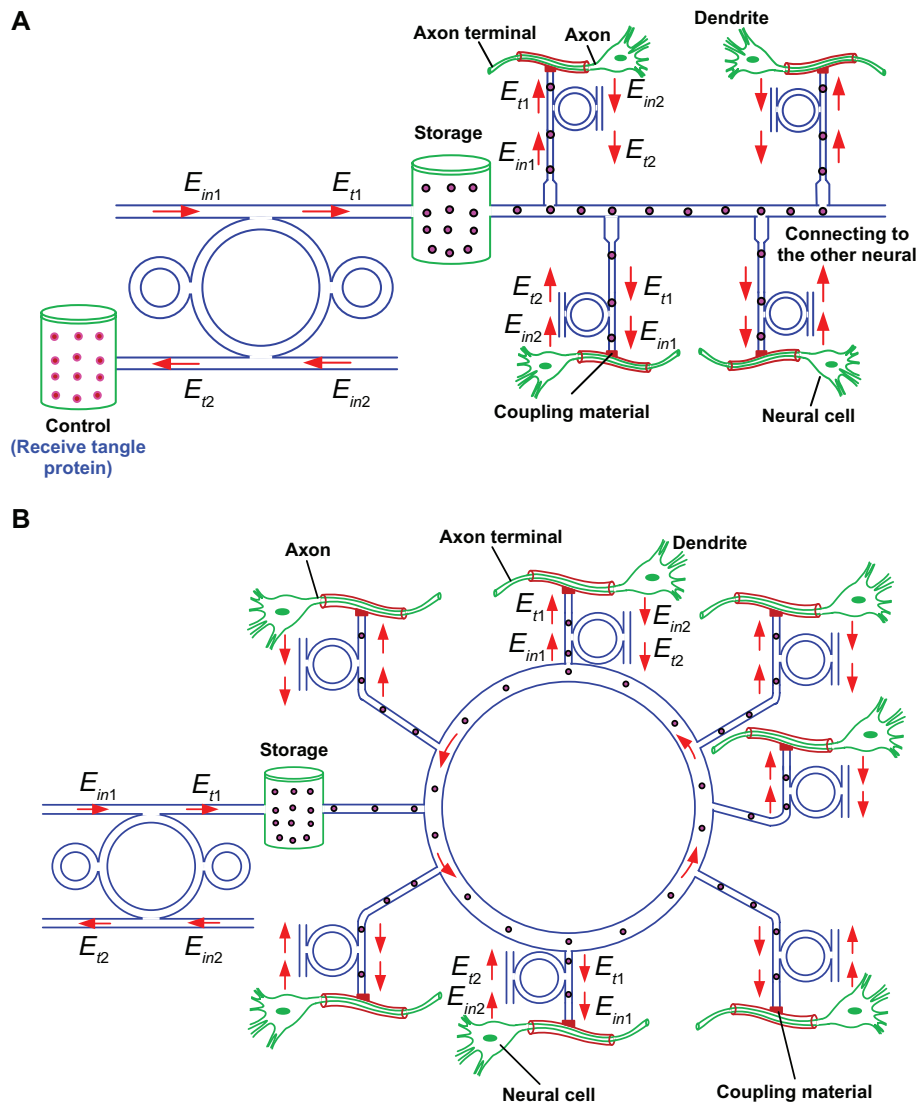 A
Axon terminal
Axon
Dendrite
E_t1
E_in2
Storage
E_in1
E_t2
E_in1
E_t1
Connecting to
the other neural
E_t2
E_t1
E_in2
E_in1
E_t2
E_in2
Coupling material
Neural cell
Control
(Receive tangle
protein)
B
Axon
Axon terminal
Dendrite
E_t1
E_in2
E_in1
E_t2
Storage
E_in1
E_t1
E_t2
E_in2
E_t2
E_t1
E_in2
E_in1
Neural cell
Coupling material